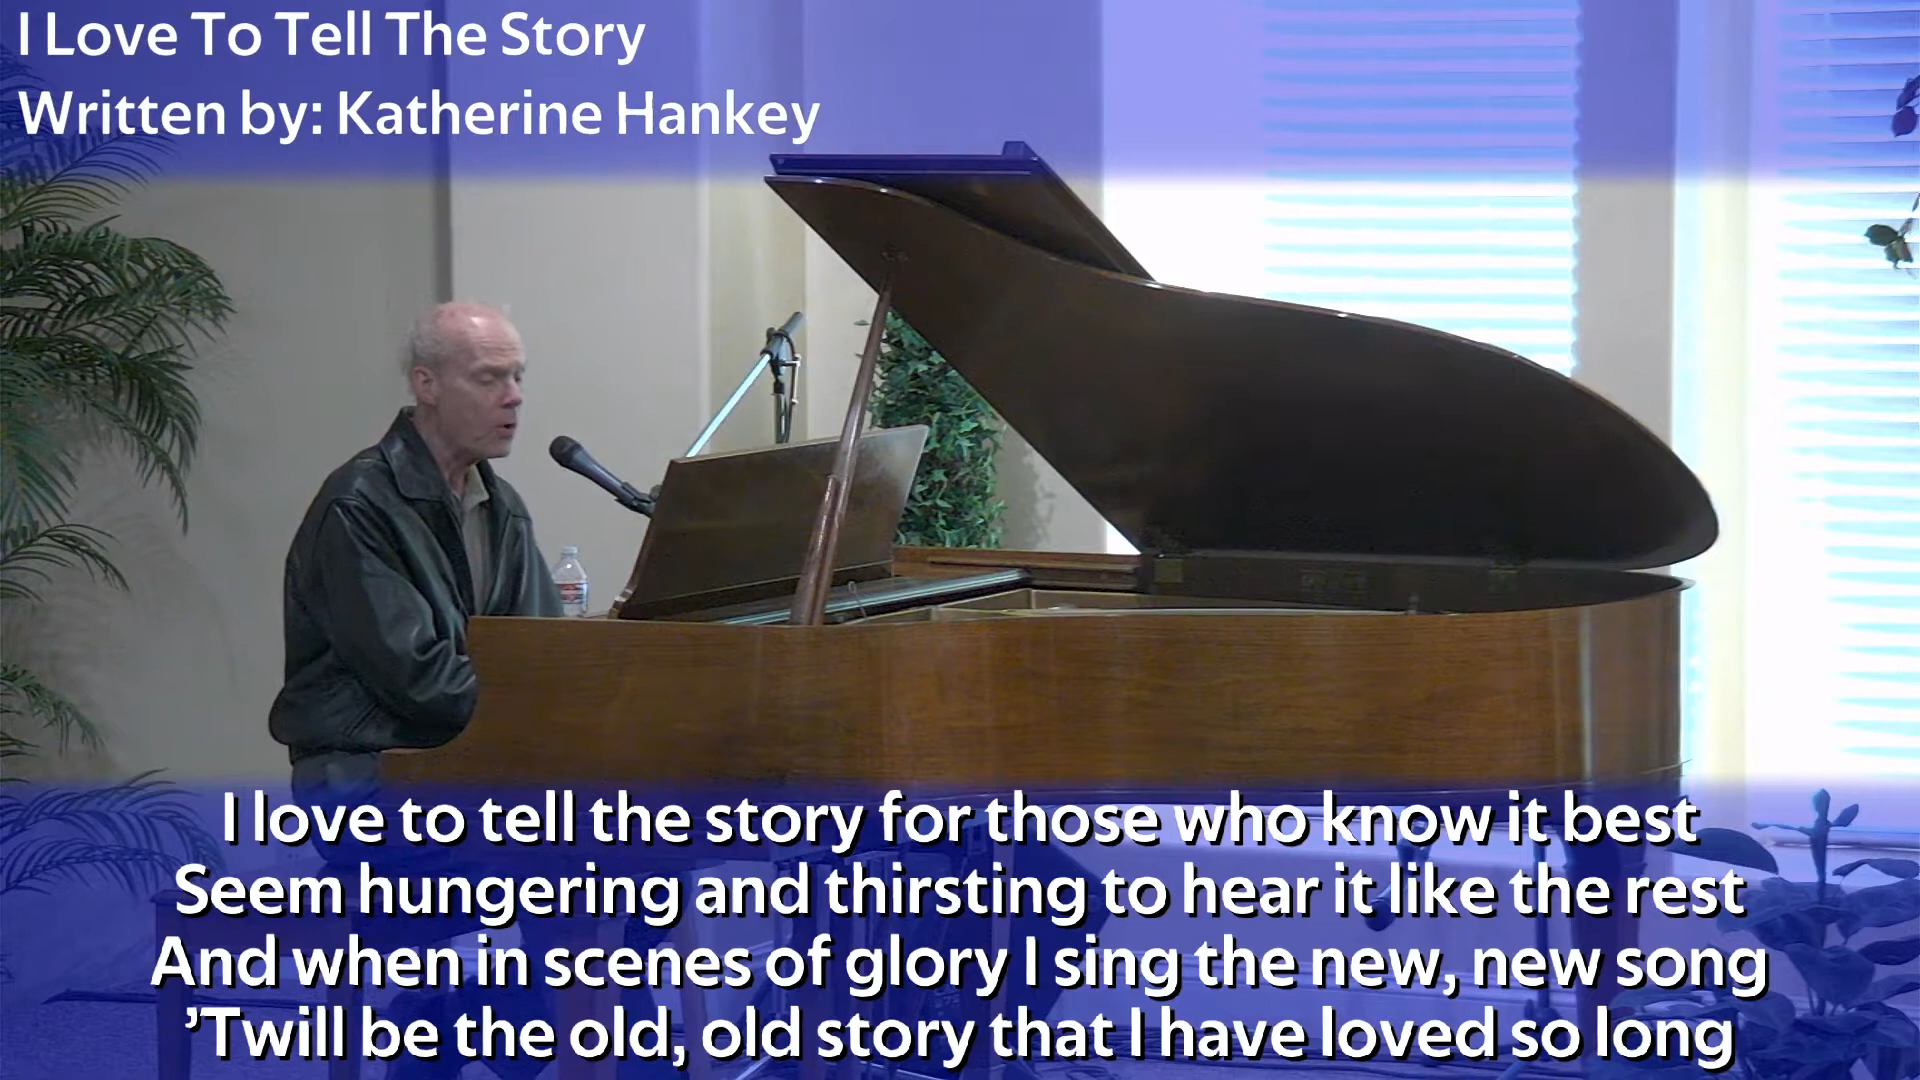 I Love To Tell The Story
Written by: Katherine Hankey
I love to tell the story for those who know it best
Seem hungering and thirsting to hear it like the rest
And when in scenes of glory I sing the new, new song
’Twill be the old, old story that I have loved so long